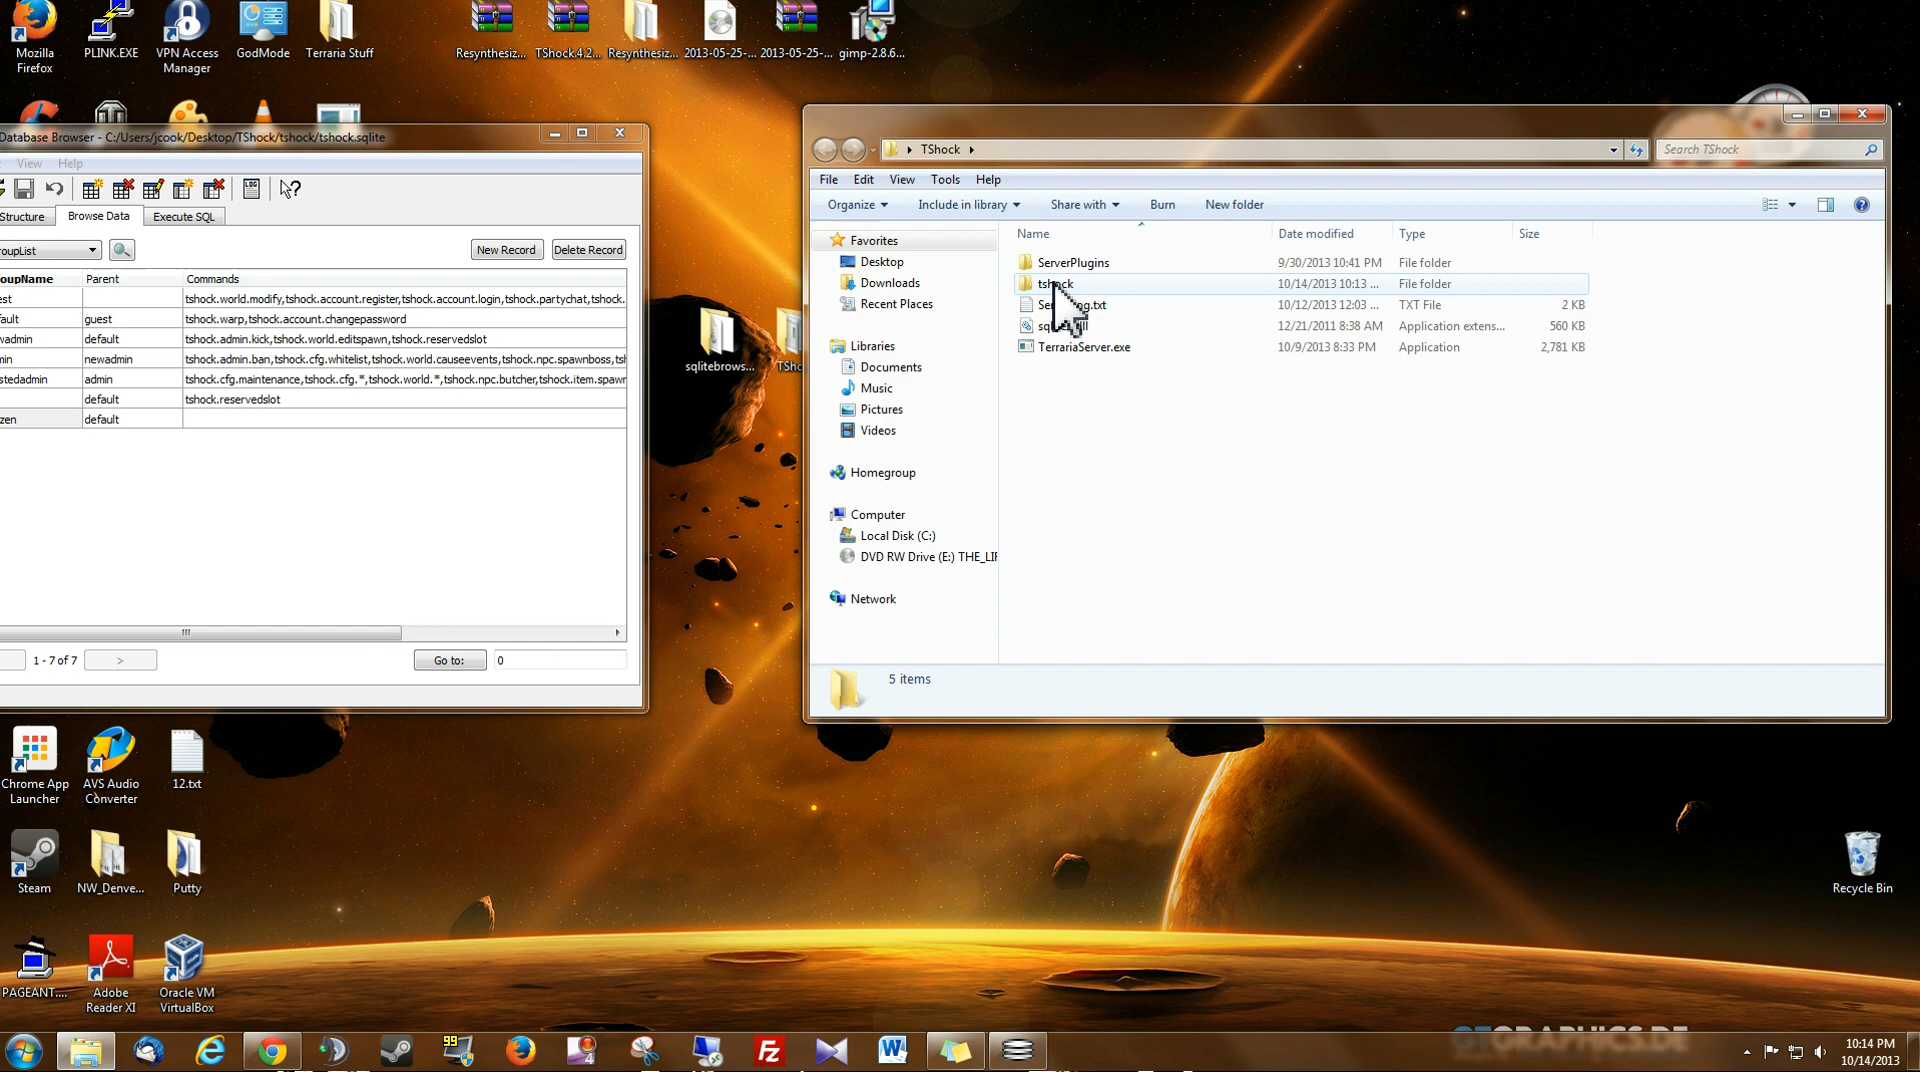 Mozilla
Firefox
PLINK.EXE
VPN Access
Manager
GodMode
Terraria Stuff
Resynthesiz...
TShock.4.2...
Resynthesiz...
2013-05-25-...
2013-05-25-...
gimp-2.8.6...
Database Browser - C:/Users/jcook/Desktop/TShock/tshock/tshock.sqlite
View Help
LOG
Structure Browse Data Execute SQL
roupList New Record Delete Record
oupName Parent Commands
est tshock.world.modify,tshock.account.register,tshock.account.login,tshock.partychat,tshock.
fault guest tshock.warp,tshock.account.changepassword
wadmin default tshock.admin.kick,tshock.world.editspawn,tshock.reservedslot
min newadmin tshock.admin.ban,tshock.cfg.whitelist,tshock.world.causeevents,tshock.npc.spawnboss,tsh
stedadmin admin tshock.cfg.maintenance,tshock.cfg.*,tshock.world.*,tshock.npc.butcher,tshock.item.spawn
default tshock.reservedslot
zen default
1 - 7 of 7 > Go to: 0
sqlitebrows...
TSho
TShock
Search TShock
File Edit View Tools Help
Organize Include in library Share with Burn New folder
Name Date modified Type Size
ServerPlugins 9/30/2013 10:41 PM File folder
tshock 10/14/2013 10:13 ... File folder
10/12/2013 12:03 ... TXT File 2 KB
12/21/2011 8:38 AM Application extens... 560 KB
TerrariaServer.exe 10/9/2013 8:33 PM Application 2,781 KB
Favorites
Desktop
Downloads
Recent Places
Libraries
Documents
Music
Pictures
Videos
Homegroup
Computer
Local Disk (C:)
DVD RW Drive (E:) THE_LIF
Network
5 items
Chrome App
Launcher
AVS Audio
Converter
12.txt
Steam
NW_Denve...
Putty
Recycle Bin
PAGEANT....
Adobe
Reader XI
Oracle VM
VirtualBox
GTGRAPHICS.DE
99
4
10:14 PM
10/14/2013